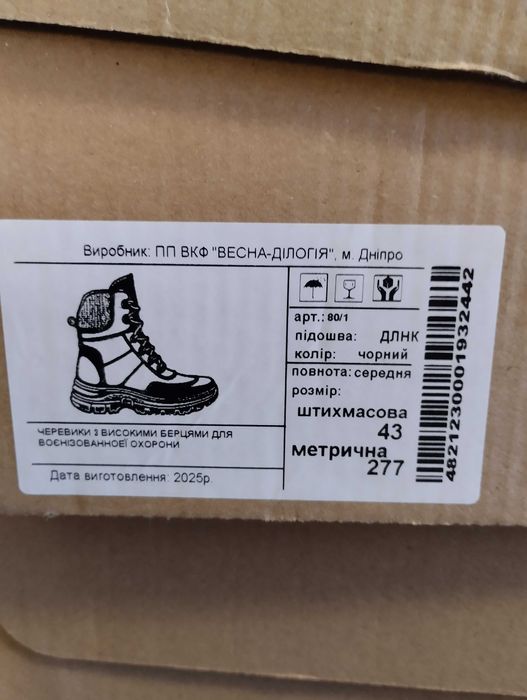 Виробник: ПП ВКФ "ВЕСНА-ДІЛОГІЯ", м. Дніпро
арт.: 80/1
підошва: ДЛНК
колір: чорний
повнота: середня
розмір:
штихмасова
43
метрична
277
ЧЕРЕВИКИ З ВИСОКИМИ БЕРЦЯМИ ДЛЯ
ВОЄНІЗОВАННОЕЇ ОХОРОНИ
Дата виготовлення: 2025р.
4821230001932442